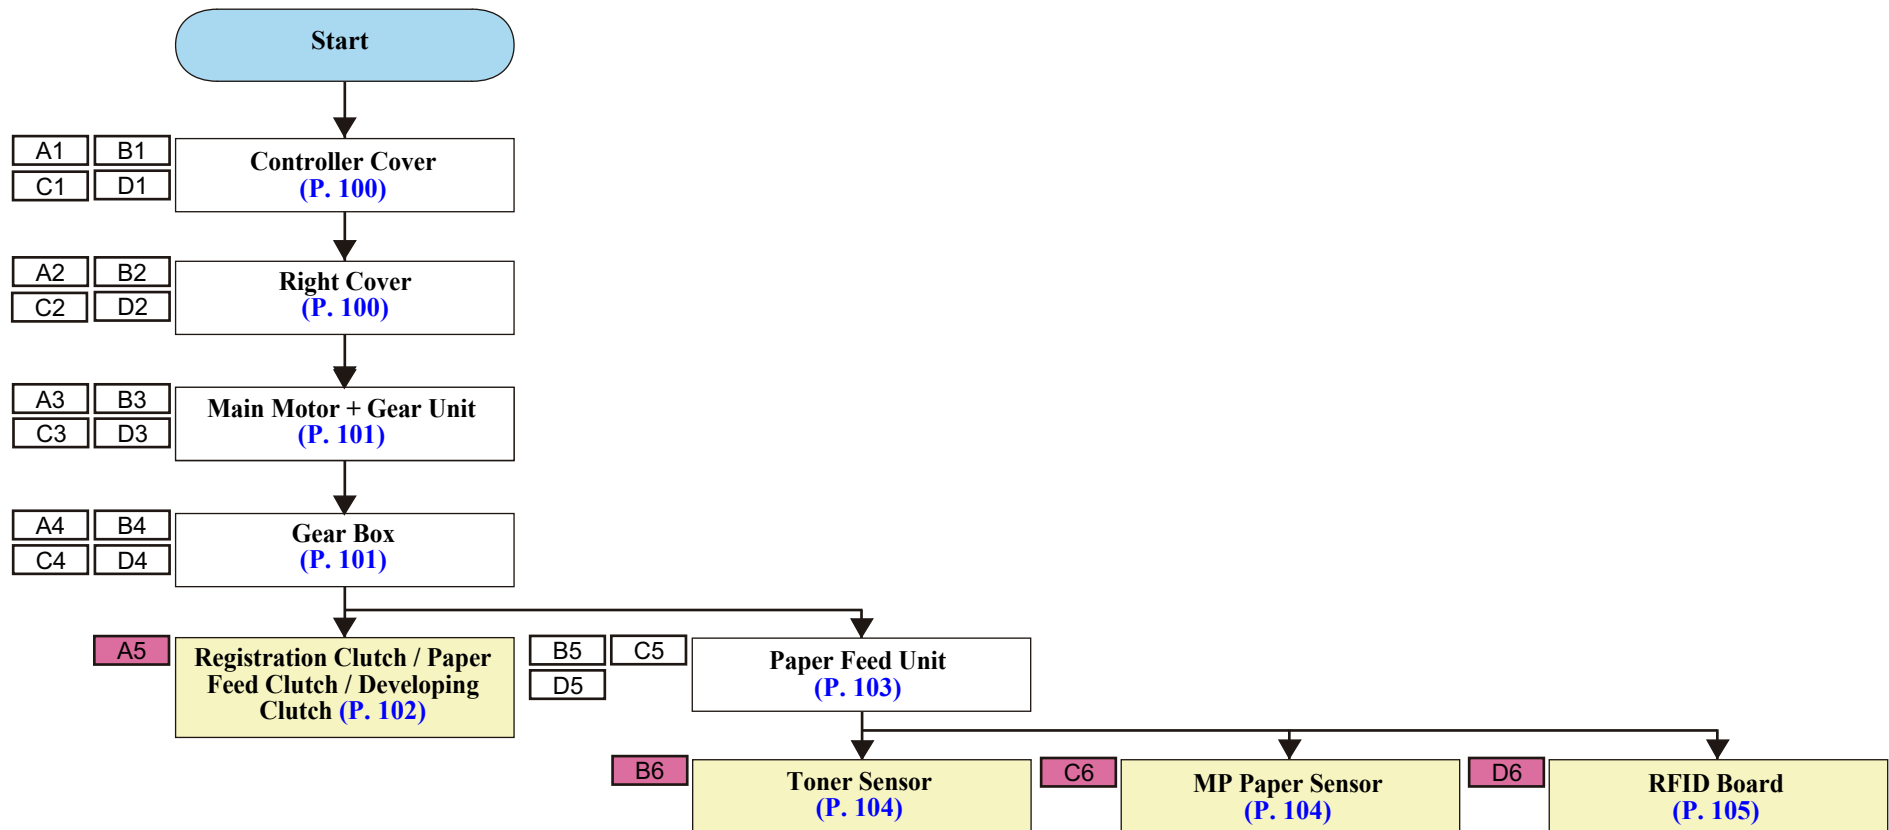 Start
A1 B1
C1 D1
Controller Cover
(P. 100)
A2 B2
C2 D2
Right Cover
(P. 100)
A3 B3
C3 D3
Main Motor + Gear Unit
(P. 101)
A4 B4
C4 D4
Gear Box
(P. 101)
A5
Registration Clutch / Paper
Feed Clutch / Developing
Clutch (P. 102)
B5 C5
D5
Paper Feed Unit
(P. 103)
B6
Toner Sensor
(P. 104)
C6
MP Paper Sensor
(P. 104)
D6
RFID Board
(P. 105)